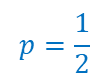 p = 1/2